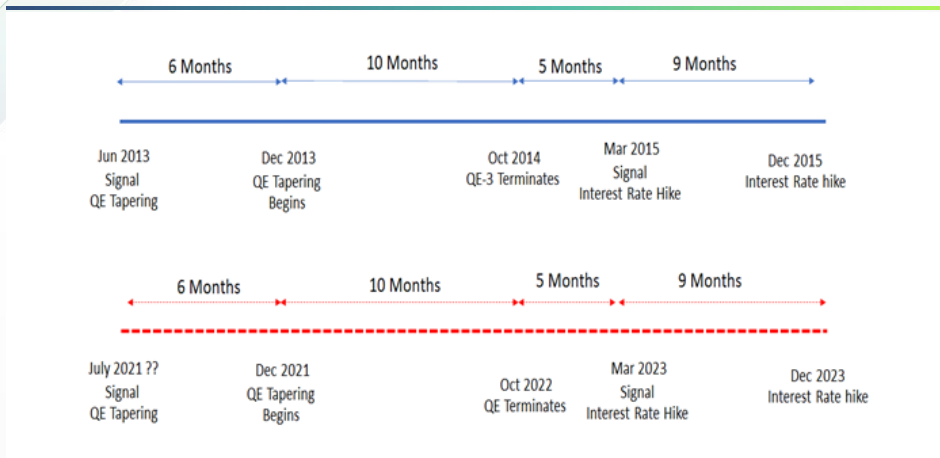 6 Months
10 Months
5 Months
9 Months
Jun 2013
Signal
QE Tapering
Dec 2013
QE Tapering
Begins
Oct 2014
QE-3 Terminates
Mar 2015
Signal
Interest Rate Hike
Dec 2015
Interest Rate hike
6 Months
10 Months
5 Months
9 Months
July 2021 ??
Signal
QE Tapering
Dec 2021
QE Tapering
Begins
Oct 2022
QE Terminates
Mar 2023
Signal
Interest Rate Hike
Dec 2023
Interest Rate hike